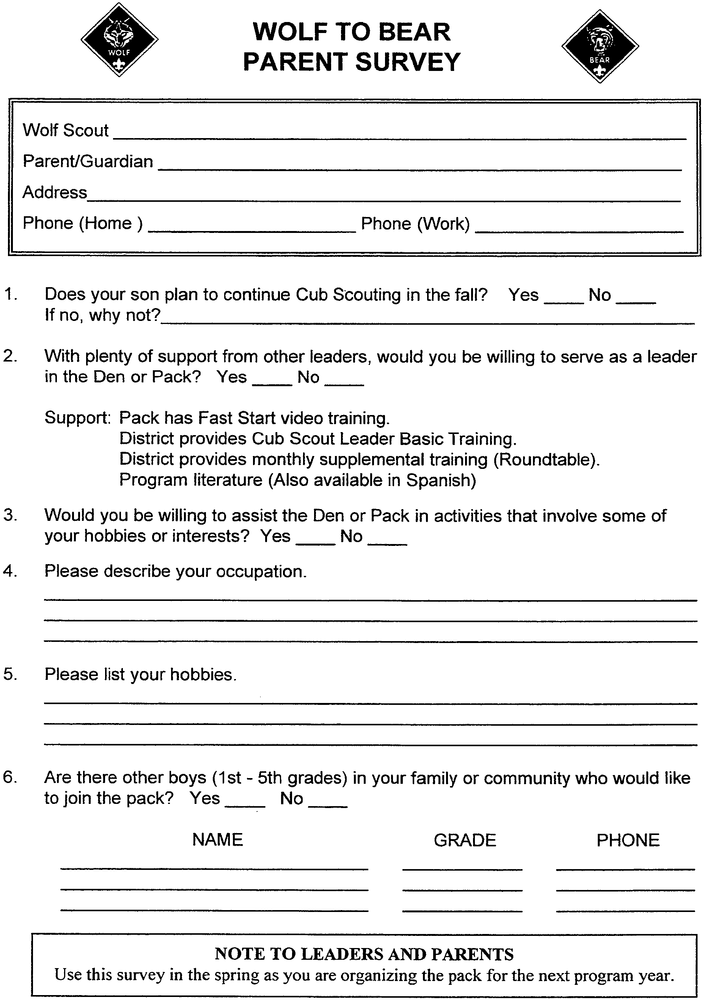 WOLF
WOLF TO BEAR
PARENT SURVEY
BEAR
Wolf Scout ____
Parent/Guardian ____
Address____
Phone (Home ) ____ Phone (Work) ____
1. Does your son plan to continue Cub Scouting in the fall? Yes ____ No ____
If no, why not?____
2. With plenty of support from other leaders, would you be willing to serve as a leader
in the Den or Pack? Yes ____ No ____
Support: Pack has Fast Start video training.
District provides Cub Scout Leader Basic Training.
District provides monthly supplemental training (Roundtable).
Program literature (Also available in Spanish)
3. Would you be willing to assist the Den or Pack in activities that involve some of
your hobbies or interests? Yes ____ No ____
4. Please describe your occupation.
5. Please list your hobbies.
6. Are there other boys (1st - 5th grades) in your family or community who would like
to join the pack? Yes ____ No ____
NAME GRADE PHONE
NOTE TO LEADERS AND PARENTS
Use this survey in the spring as you are organizing the pack for the next program year.